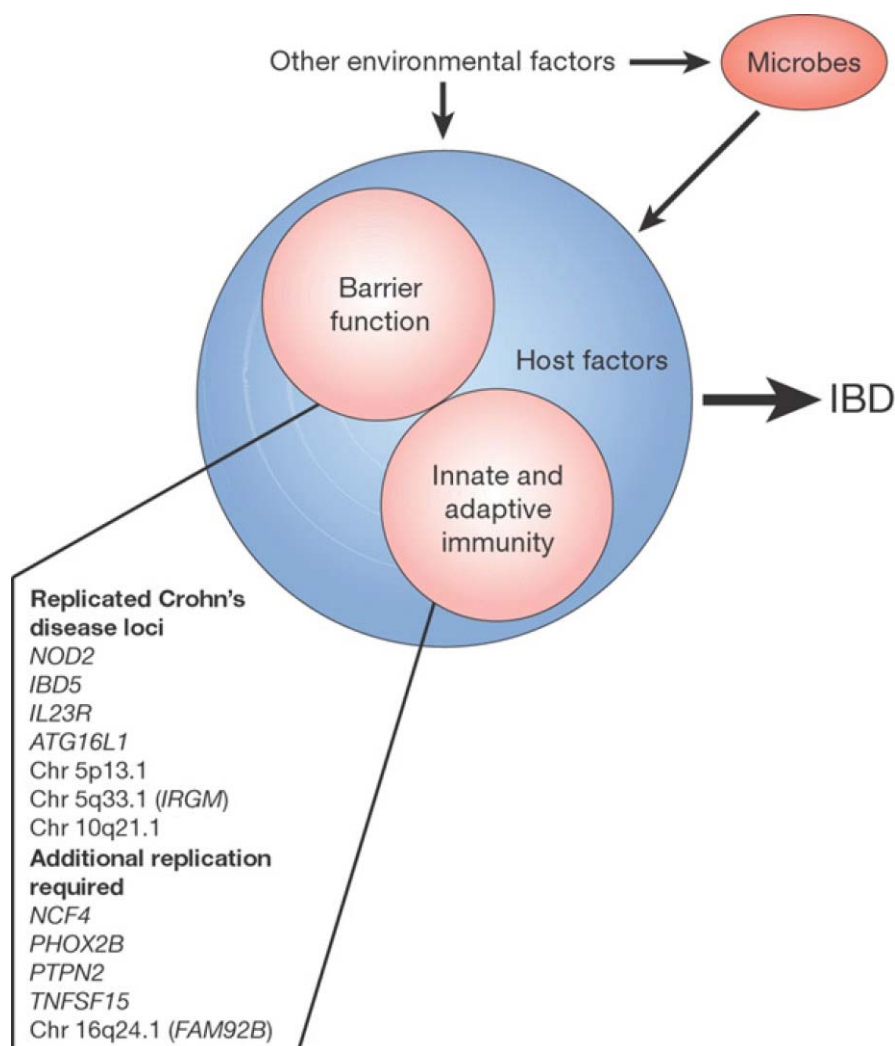 Other environmental factors
Microbes
Barrier
function
Host factors
IBD
Innate and
adaptive
immunity
Replicated Crohn's
disease loci
NOD2
IBD5
IL23R
ATG16L1
Chr 5p13.1
Chr 5q33.1 (IRGM)
Chr 10q21.1
Additional replication
required
NCF4
PHOX2B
PTPN2
TNFSF15
Chr 16q24.1 (FAM92B)